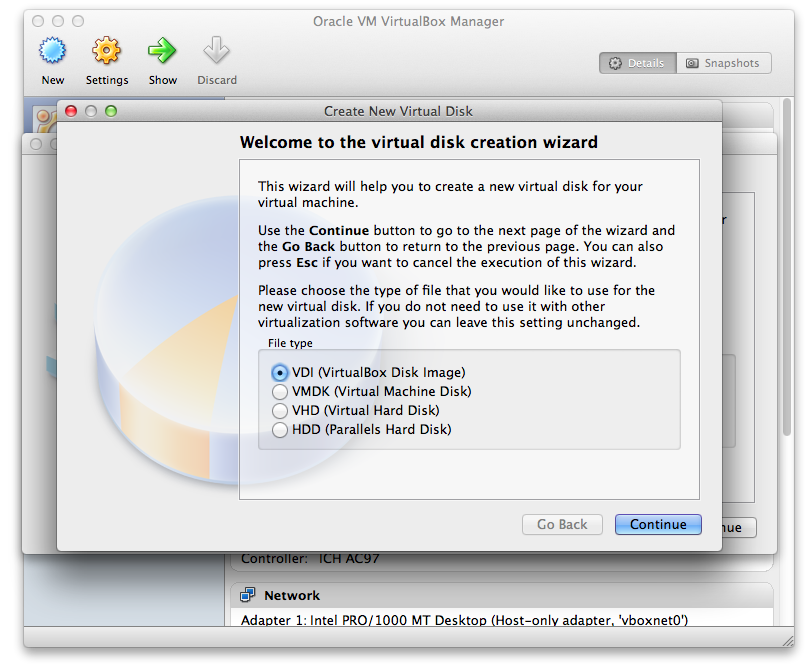 Oracle VM VirtualBox Manager
New Settings Show Discard
Details Snapshots
Create New Virtual Disk
Welcome to the virtual disk creation wizard
This wizard will help you to create a new virtual disk for your
virtual machine.
Use the Continue button to go to the next page of the wizard and
the Go Back button to return to the previous page. You can also
press Esc if you want to cancel the execution of this wizard.
Please choose the type of file that you would like to use for the
new virtual disk. If you do not need to use it with other
virtualization software you can leave this setting unchanged.
File type
VDI (VirtualBox Disk Image)
VMDK (Virtual Machine Disk)
VHD (Virtual Hard Disk)
HDD (Parallels Hard Disk)
Go Back Continue
Controller: ICH AC97
Network
Adapter 1: Intel PRO/1000 MT Desktop (Host-only adapter, 'vboxnet0')